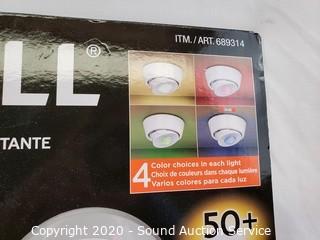 ITM./ART. 689314
LL®
TANTE
4 Color choices in each light
Choix de couleurs dans chaque lumière
Varios colores para cada luz
50+
Copyright 2020 - Sound Auction Service